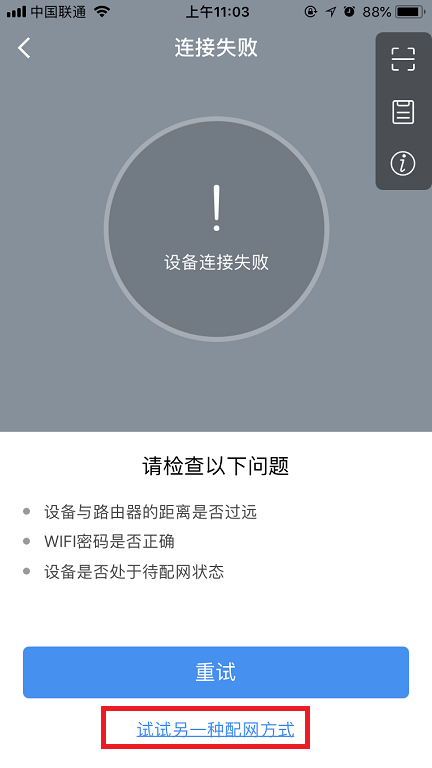 中国联通 上午11:03 88%
连接失败
设备连接失败
请检查以下问题
设备与路由器的距离是否过远
WIFI密码是否正确
设备是否处于待配网状态
重试
试试另一种配网方式